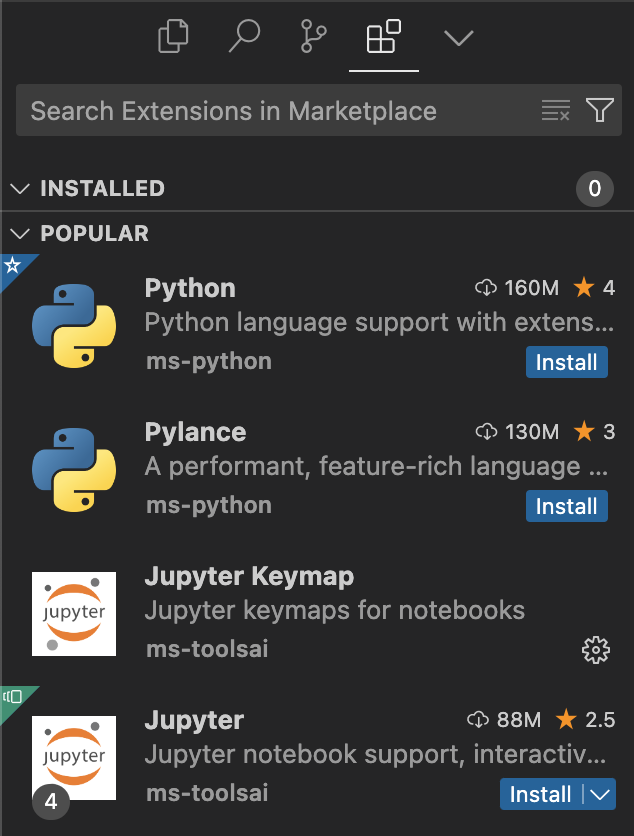 Search Extensions in Marketplace
INSTALLED 0
POPULAR
Python 160M 4
Python language support with extens...
ms-python Install
Pylance 130M 3
A performant, feature-rich language ...
ms-python Install
Jupyter Keymap
jupyter
Jupyter keymaps for notebooks
ms-toolsai
Jupyter 88M 2.5
jupyter
Jupyter notebook support, interactiv...
ms-toolsai Install
4